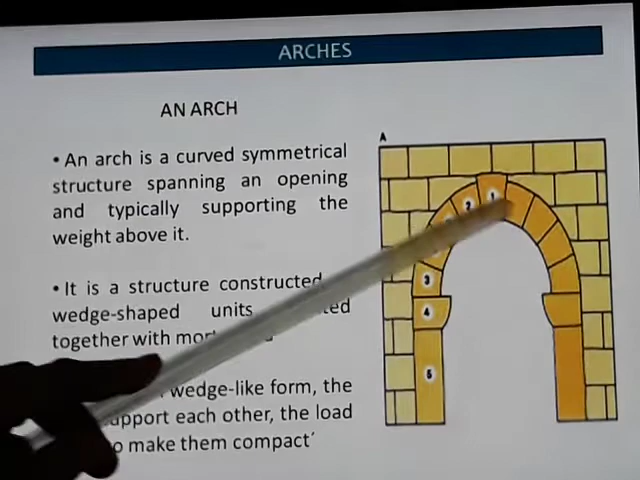 ARCHES
AN ARCH
A
• An arch is a curved symmetrical
structure spanning an opening
and typically supporting the
weight above it.
• It is a structure constructed
wedge-shaped units
together with
wedge-like form, the
support each other, the load
to make them compact´
1
2
3
4
5